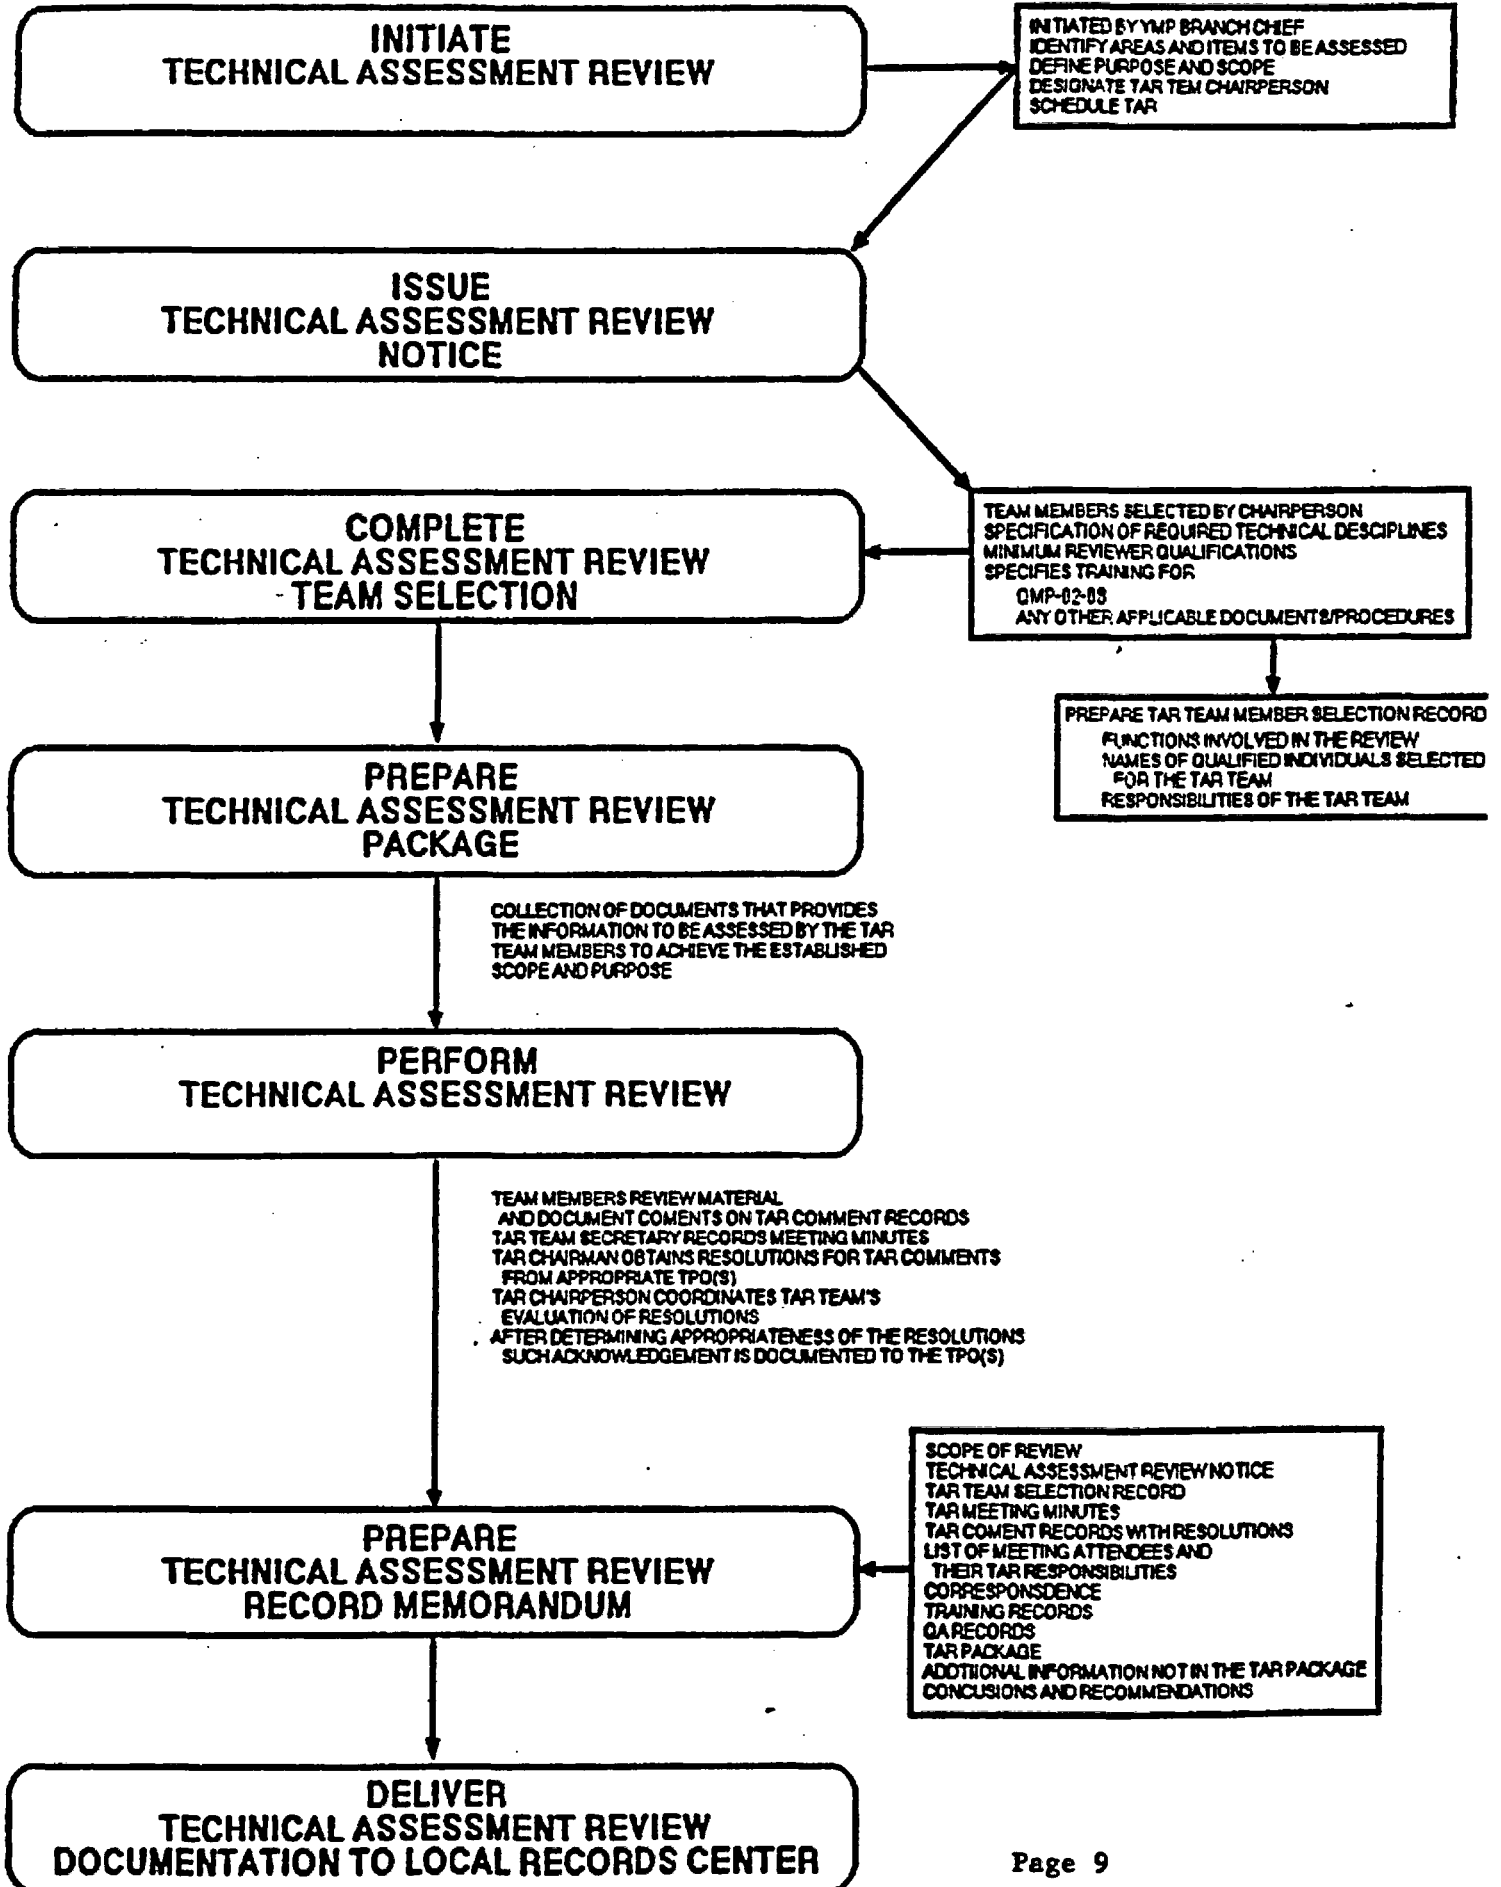 INITIATE
TECHNICAL ASSESSMENT REVIEW
INITIATED BY YMP BRANCH CHIEF
IDENTIFY AREAS AND ITEMS TO BE ASSESSED
DEFINE PURPOSE AND SCOPE
DESIGNATE TAR TEM CHAIRPERSON
SCHEDULE TAR
ISSUE
TECHNICAL ASSESSMENT REVIEW
NOTICE
TEAM MEMBERS SELECTED BY CHAIRPERSON
SPECIFICATION OF REQUIRED TECHNICAL DESCIPLINES
MINIMUM REVIEWER QUALIFICATIONS
SPECIFIES TRAINING FOR
QMP-02-08
ANY OTHER APPLICABLE DOCUMENTS/PROCEDURES
COMPLETE
TECHNICAL ASSESSMENT REVIEW
TEAM SELECTION
PREPARE TAR TEAM MEMBER SELECTION RECORD
FUNCTIONS INVOLVED IN THE REVIEW
NAMES OF QUALIFIED INDIVIDUALS SELECTED
FOR THE TAR TEAM
RESPONSIBILITIES OF THE TAR TEAM
PREPARE
TECHNICAL ASSESSMENT REVIEW
PACKAGE
COLLECTION OF DOCUMENTS THAT PROVIDES
THE INFORMATION TO BE ASSESSED BY THE TAR
TEAM MEMBERS TO ACHIEVE THE ESTABLISHED
SCOPE AND PURPOSE
PERFORM
TECHNICAL ASSESSMENT REVIEW
TEAM MEMBERS REVIEW MATERIAL
AND DOCUMENT COMENTS ON TAR COMMENT RECORDS
TAR TEAM SECRETARY RECORDS MEETING MINUTES
TAR CHAIRMAN OBTAINS RESOLUTIONS FOR TAR COMMENTS
FROM APPROPRIATE TPO(S)
TAR CHAIRPERSON COORDINATES TAR TEAM'S
EVALUATION OF RESOLUTIONS
AFTER DETERMINING APPROPRIATENESS OF THE RESOLUTIONS
SUCH ACKNOWLEDGEMENT IS DOCUMENTED TO THE TPO(S)
PREPARE
TECHNICAL ASSESSMENT REVIEW
RECORD MEMORANDUM
SCOPE OF REVIEW
TECHNICAL ASSESSMENT REVIEW NOTICE
TAR TEAM SELECTION RECORD
TAR MEETING MINUTES
TAR COMENT RECORDS WITH RESOLUTIONS
LIST OF MEETING ATTENDEES AND
THEIR TAR RESPONSIBILITIES
CORRESPONSDENCE
TRAINING RECORDS
QA RECORDS
TAR PACKAGE
ADDTIIONAL INFORMATION NOT IN THE TAR PACKAGE
CONCUSIONS AND RECOMMENDATIONS
DELIVER
TECHNICAL ASSESSMENT REVIEW
DOCUMENTATION TO LOCAL RECORDS CENTER
Page 9